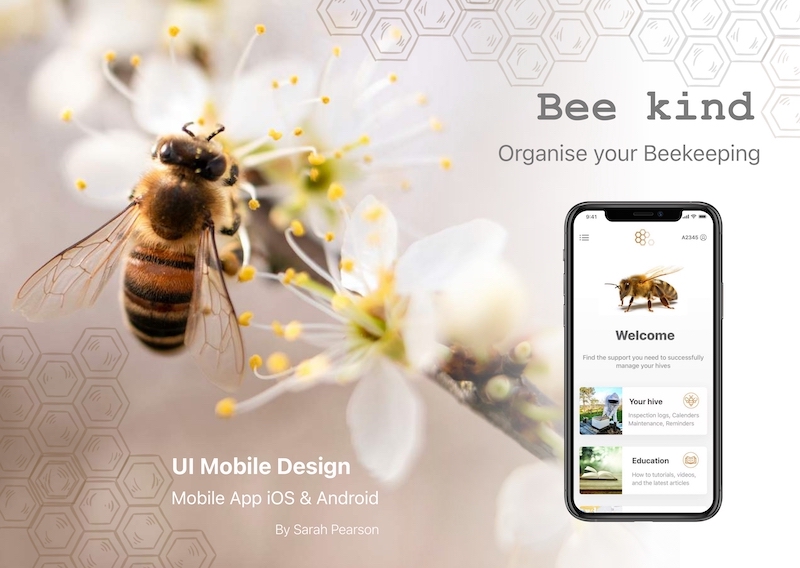 Bee kind
Organise your Beekeeping
9:41
A2345
Welcome
Find the support you need to successfully
manage your hives
Your hive
Inspection logs, Calenders
Maintenance, Reminders
Education
How to tutorials, videos,
and the latest articles
UI Mobile Design
Mobile App iOS & Android
By Sarah Pearson